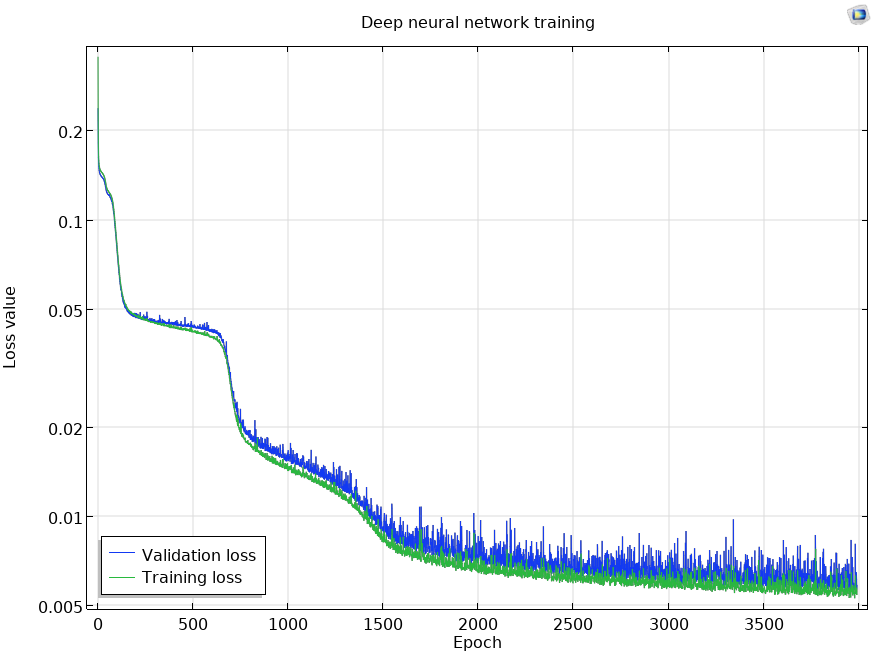 Deep neural network training
Loss value
0.2
0.1
0.05
0.02
0.01
0.005
Validation loss
Training loss
0 500 1000 1500 2000 2500 3000 3500
Epoch